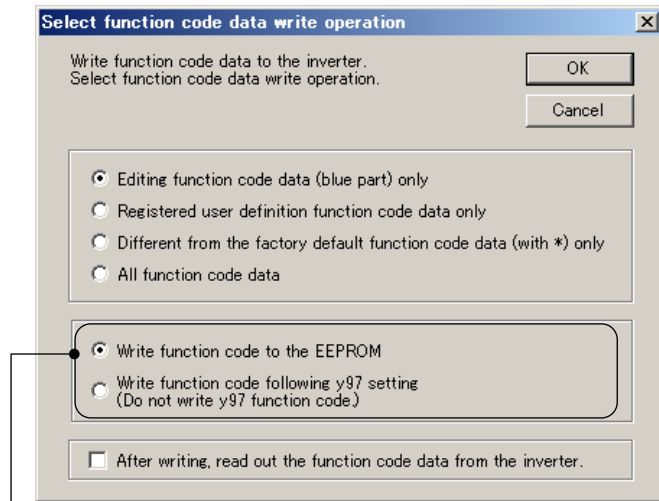 Select function code data write operation
Write function code data to the inverter.
Select function code data write operation.
OK
Cancel
Editing function code data (blue part) only
Registered user definition function code data only
Different from the factory default function code data (with *) only
All function code data
Write function code to the EEPROM
Write function code following y97 setting
(Do not write y97 function code.)
After writing, read out the function code data from the inverter.